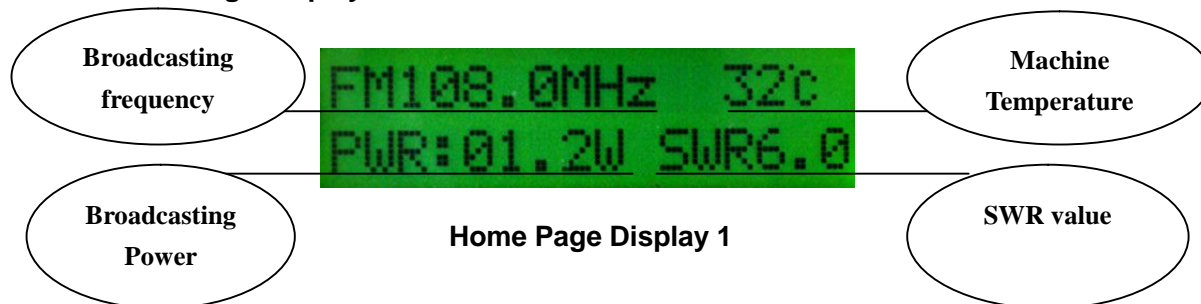 Broadcasting
frequency
FM108.0MHz 32℃
Machine
Temperature
PWR:01.2W SWR6.0
Broadcasting
Power
Home Page Display 1
SWR value